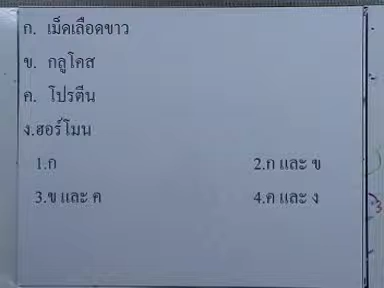 ก. เม็ดเลือดขาว
ข. กลูโคส
ค. โปรตีน
ง.ฮอร์โมน
1.ก 2.ก และ ข
3.ข และ ค 4.ค และ ง